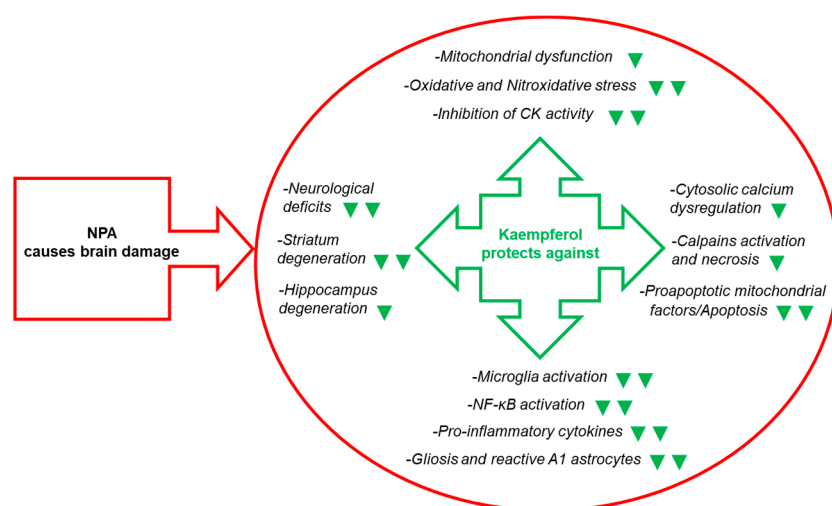 -Mitochondrial dysfunction
-Oxidative and Nitroxidative stress
-Inhibition of CK activity
NPA
causes brain damage
-Neurological
deficits
-Striatum
degeneration
-Hippocampus
degeneration
Kaempferol
protects against
-Cytosolic calcium
dysregulation
-Calpains activation
and necrosis
-Proapoptotic mitochondrial
factors/Apoptosis
-Microglia activation
-NF-κB activation
-Pro-inflammatory cytokines
-Gliosis and reactive A1 astrocytes